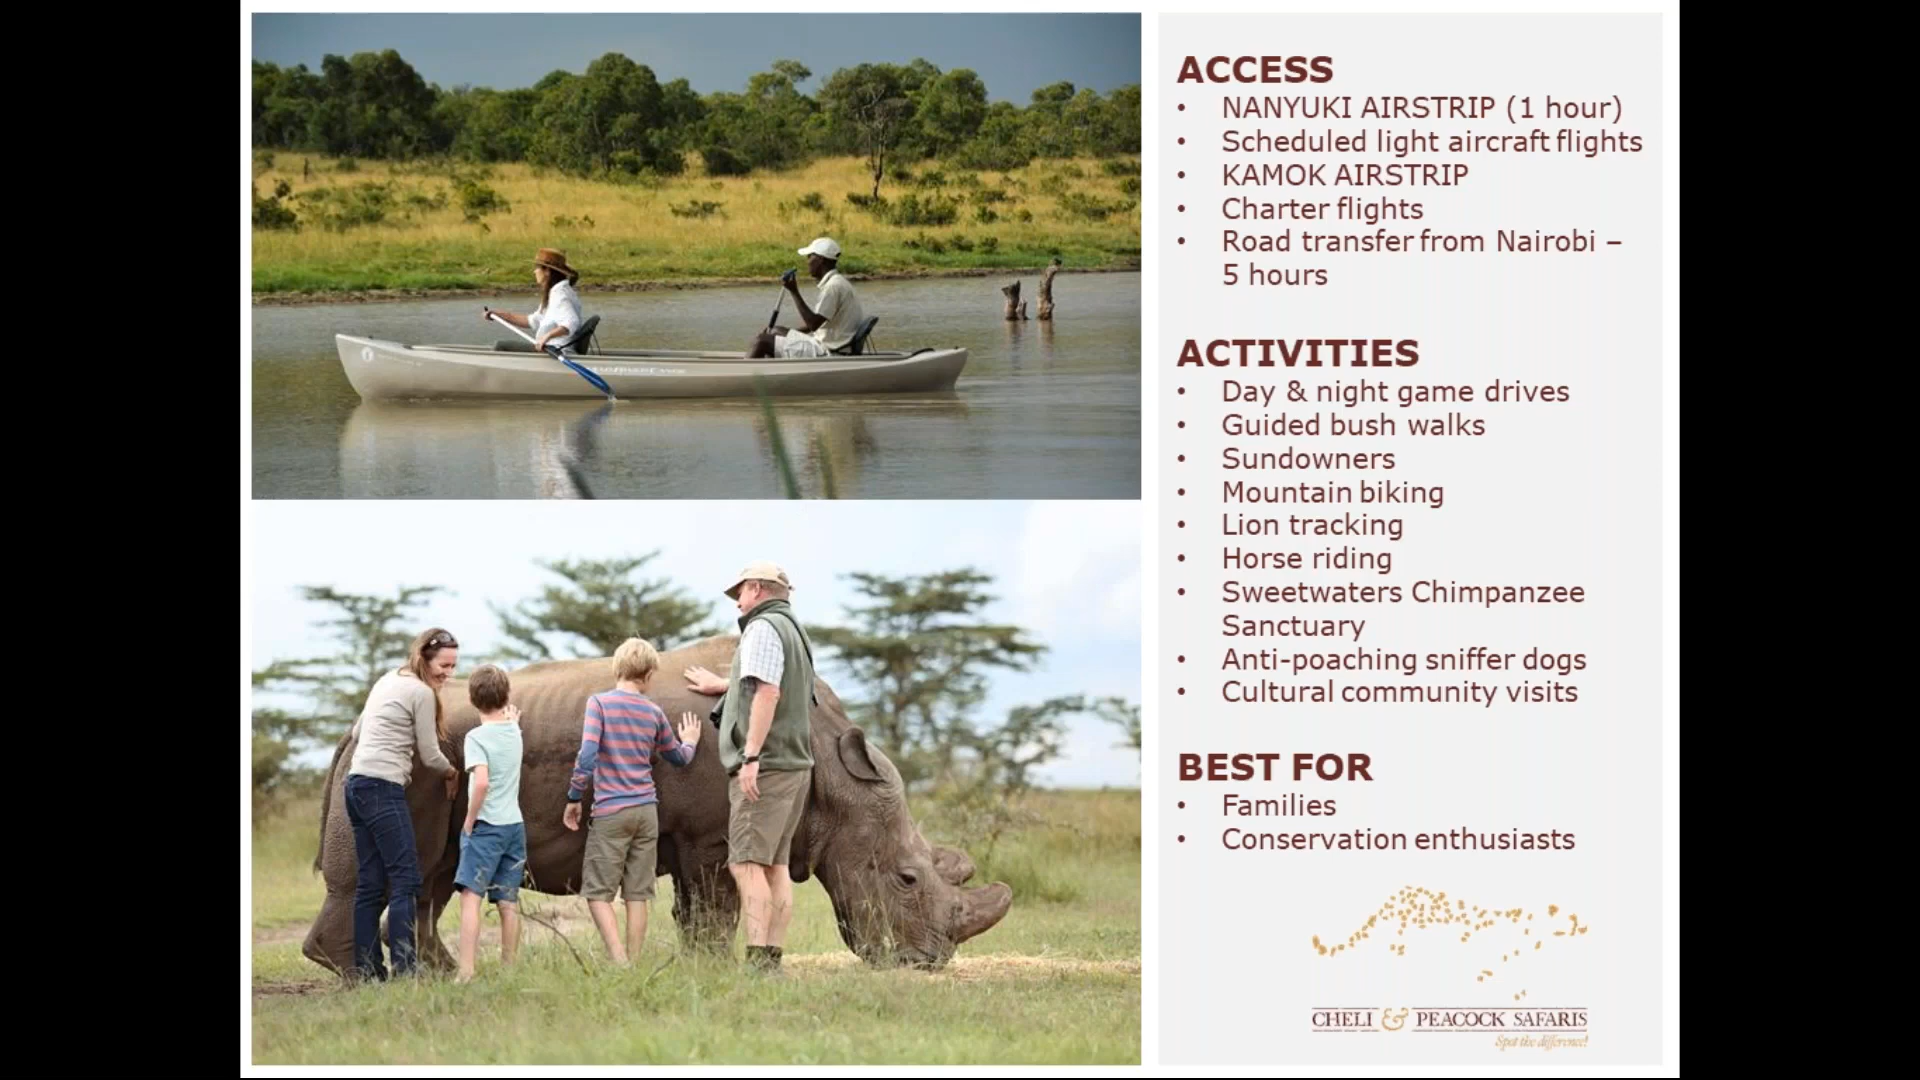 ACCESS
• NANYUKI AIRSTRIP (1 hour)
• Scheduled light aircraft flights
• KAMOK AIRSTRIP
• Charter flights
• Road transfer from Nairobi –
5 hours
ACTIVITIES
• Day & night game drives
• Guided bush walks
• Sundowners
• Mountain biking
• Lion tracking
• Horse riding
• Sweetwaters Chimpanzee
Sanctuary
• Anti-poaching sniffer dogs
• Cultural community visits
BEST FOR
• Families
• Conservation enthusiasts
CHELI & PEACOCK SAFARIS
Spot the difference!